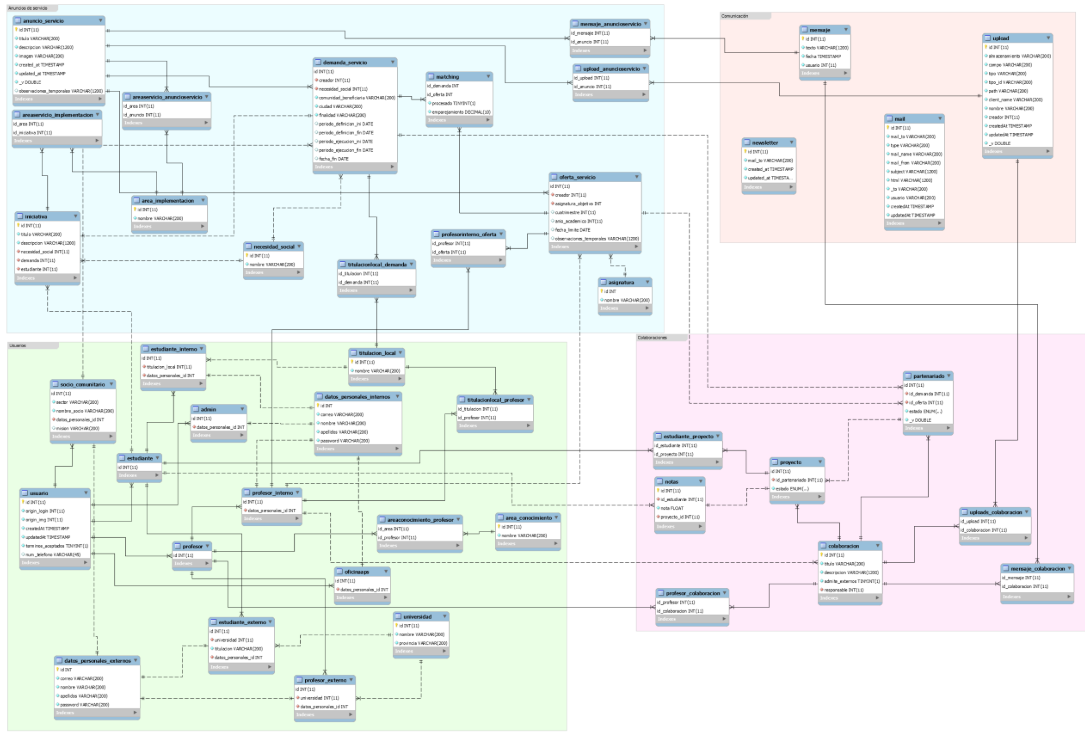 Anuncios de servicio
anuncio_servicio
id INT(11)
titulo VARCHAR(200)
descripcion VARCHAR(1200)
imagen VARCHAR(200)
created_at TIMESTAMP
updated_at TIMESTAMP
_v DOUBLE
observaciones_temporales VARCHAR(1200)
Indexes
areaservicio_anuncioservicio
id_area INT(11)
id_anuncio INT(11)
Indexes
areaservicio_implementacion
id_area INT(11)
id_iniciativa INT(11)
Indexes
area_implementacion
id INT(11)
nombre VARCHAR(200)
Indexes
iniciativa
id INT(11)
titulo VARCHAR(200)
descripcion VARCHAR(1200)
necesidad_social INT(11)
demanda INT(11)
estudiante INT(11)
Indexes
necesidad_social
id INT(11)
nombre VARCHAR(200)
Indexes
demanda_servicio
id INT(11)
creador INT(11)
necesidad_social INT(11)
comunidad_beneficiaria VARCHAR(200)
ciudad VARCHAR(200)
finalidad VARCHAR(200)
periodo_definicion_ini DATE
periodo_definicion_fin DATE
periodo_ejecucion_ini DATE
periodo_ejecucion_fin DATE
fecha_fin DATE
Indexes
matching
id_demanda INT
id_oferta INT
procesado TINYINT(1)
emparejamiento DECIMAL(10)
Indexes
mensaje_anuncioservicio
id_mensaje INT(11)
id_anuncio INT(11)
Indexes
upload_anuncioservicio
id_upload INT(11)
id_anuncio INT(11)
Indexes
oferta_servicio
id INT(11)
creador INT(11)
asignatura_objetivo INT
cuatrimestre INT(11)
anio_academico INT(11)
fecha_limite DATE
observaciones_temporales VARCHAR(1200)
Indexes
profesorinterno_oferta
id_profesor INT(11)
id_oferta INT(11)
Indexes
titulacionlocal_demanda
id_titulacion INT(11)
id_demanda INT(11)
Indexes
asignatura
id INT
Indexes
Comunicación
mensaje
id INT(11)
texto VARCHAR(1200)
fecha TIMESTAMP
usuario INT(11)
Indexes
upload
id INT(11)
almacenamiento VARCHAR(200)
campo VARCHAR(200)
tipo VARCHAR(200)
tipo_id VARCHAR(200)
path VARCHAR(200)
client_name VARCHAR(200)
nombre VARCHAR(200)
creador INT(11)
createdAt TIMESTAMP
updatedAt TIMESTAMP
_v DOUBLE
Indexes
mail
id INT(11)
mail_to VARCHAR(200)
type VARCHAR(200)
mail_name VARCHAR(200)
mail_from VARCHAR(200)
subject VARCHAR(1200)
html VARCHAR(1200)
_to VARCHAR(200)
usuario VARCHAR(200)
createdAt TIMESTAMP
updatedAt TIMESTAMP
Indexes
newsletter
id INT(11)
mail_to VARCHAR(200)
created_at TIMESTAMP
updated_at TIMESTA...
Indexes
Usuarios
estudiante_interno
id INT(11)
titulacion_local INT(11)
datos_personales_id INT(11)
Indexes
titulacion_local
id INT(11)
nombre VARCHAR(200)
Indexes
socio_comunitario
id INT(11)
sector VARCHAR(200)
nombre_socio VARCHAR(200)
datos_personales_id INT
mision VARCHAR(200)
Indexes
admin
id INT(11)
datos_personales_id INT
Indexes
datos_personales_internos
id INT
correo VARCHAR(200)
nombre VARCHAR(200)
apellidos VARCHAR(200)
password VARCHAR(200)
Indexes
titulacionlocal_profesor
id_titulacion INT(11)
id_profesor INT(11)
Indexes
estudiante
id INT(11)
Indexes
usuario
id INT(11)
origin_login INT(11)
origin_img INT(11)
createdAt TIMESTAMP
updatedAt TIMESTAMP
terminos_aceptados TINYINT(1)
num_telefono VARCHAR(45)
Indexes
profesor_interno
id INT(11)
datos_personales_id INT(11)
Indexes
areaconocimiento_profesor
id_area INT(11)
id_profesor INT(11)
Indexes
area_conocimiento
id INT(11)
nombre VARCHAR(200)
Indexes
profesor
id INT(11)
Indexes
oficinaaps
id INT(11)
datos_personales_id INT
Indexes
estudiante_externo
id INT(11)
universidad INT(11)
titulacion VARCHAR(200)
datos_personales_id INT
Indexes
universidad
id INT(11)
nombre VARCHAR(200)
provincia VARCHAR(200)
Indexes
datos_personales_externos
id INT
correo VARCHAR(200)
nombre VARCHAR(200)
apellidos VARCHAR(200)
password VARCHAR(200)
Indexes
profesor_externo
id INT(11)
universidad INT(11)
datos_personales_id INT
Indexes
Colaboraciones
partenariado
id INT(11)
id_demanda INT(11)
id_oferta INT(11)
estado ENUM(...)
_v DOUBLE
Indexes
estudiante_proyecto
id_estudiante INT(11)
id_proyecto INT(11)
Indexes
proyecto
id INT(11)
id_partenariado INT(11)
estado ENUM(...)
Indexes
notas
id INT(11)
id_estudiante INT(11)
nota FLOAT
proyecto_id INT(11)
Indexes
uploads_colaboracion
id_upload INT(11)
id_colaboracion INT(11)
Indexes
colaboracion
id INT(11)
titulo VARCHAR(200)
descripcion VARCHAR(1200)
admite_externos TINYINT(1)
responsable INT(11)
Indexes
mensaje_colaboracion
id_mensaje INT(11)
id_colaboracion INT(11)
Indexes
profesor_colaboracion
id_profesor INT(11)
id_colaboracion INT(11)
Indexes